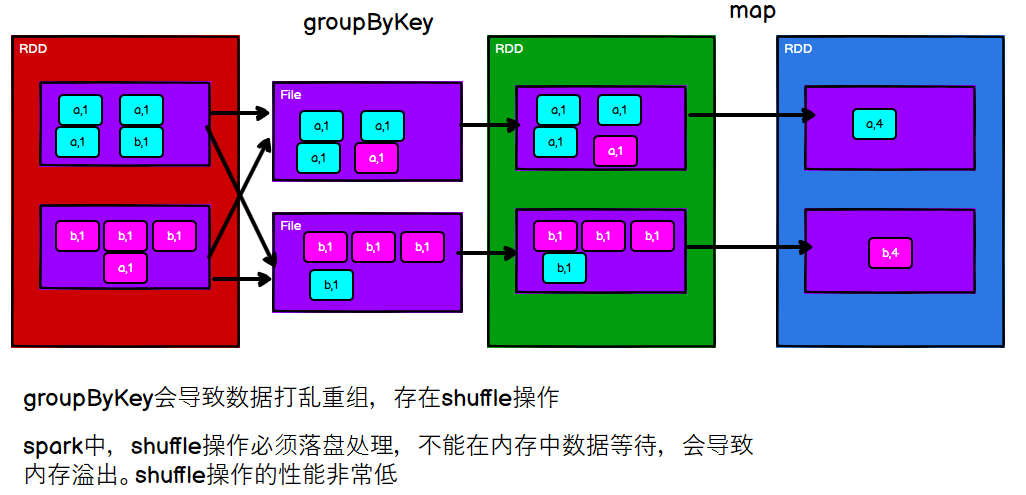 groupByKey
map
RDD
a,1 a,1
a,1 b,1
b,1 b,1 b,1
a,1
File
a,1 a,1
a,1 a,1
File
b,1 b,1 b,1
b,1
RDD
a,1 a,1
a,1 a,1
b,1 b,1 b,1
b,1
RDD
a,4
b,4
groupByKey会导致数据打乱重组，存在shuffle操作
spark中，shuffle操作必须落盘处理，不能在内存中数据等待，会导致
内存溢出。shuffle操作的性能非常低